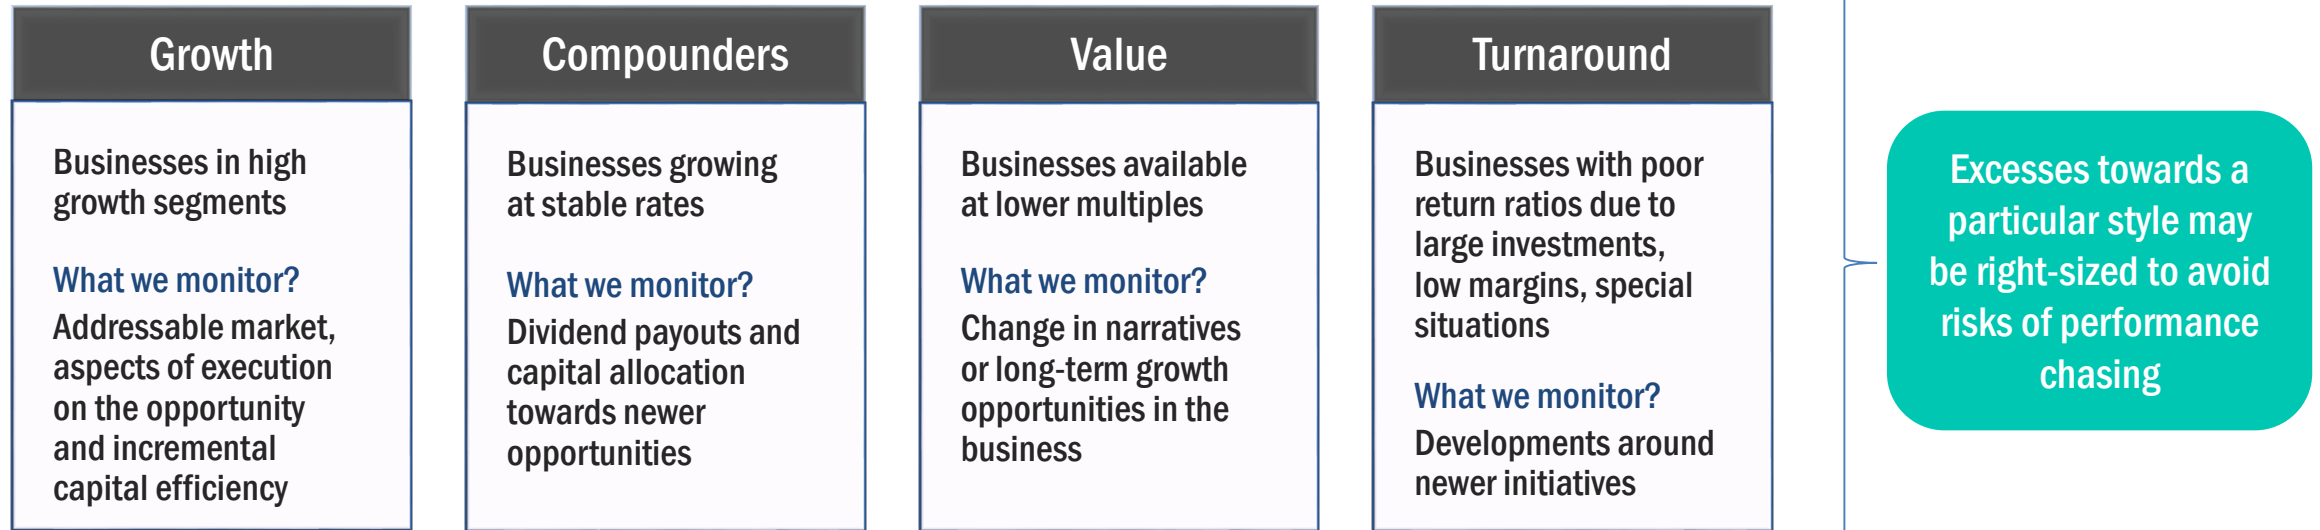 Growth
Businesses in high
growth segments
What we monitor?
Addressable market,
aspects of execution
on the opportunity
and incremental
capital efficiency
Compounders
Businesses growing
at stable rates
What we monitor?
Dividend payouts and
capital allocation
towards newer
opportunities
Value
Businesses available
at lower multiples
What we monitor?
Change in narratives
or long-term growth
opportunities in the
business
Turnaround
Businesses with poor
return ratios due to
large investments,
low margins, special
situations
What we monitor?
Developments around
newer initiatives
Excesses towards a
particular style may
be right-sized to avoid
risks of performance
chasing